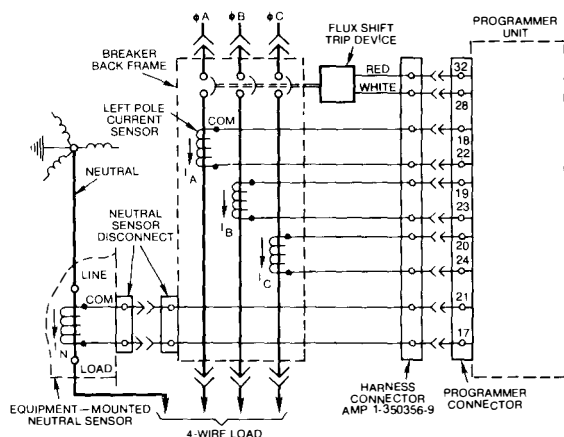 φA
φB
φC
PROGRAMMER
UNIT
FLUX SHIFT
TRIP DEVICE
BREAKER
BACK FRAME
RED
32
WHITE
28
LEFT POLE
CURRENT
SENSOR
COM
18
22
I A
NEUTRAL
19
23
I B
NEUTRAL
SENSOR
DISCONNECT
20
24
I C
LINE
COM
21
17
I N
LOAD
EQUIPMENT—MOUNTED
NEUTRAL SENSOR
4-WIRE LOAD
HARNESS
CONNECTOR
AMP 1-350356-9
PROGRAMMER
CONNECTOR